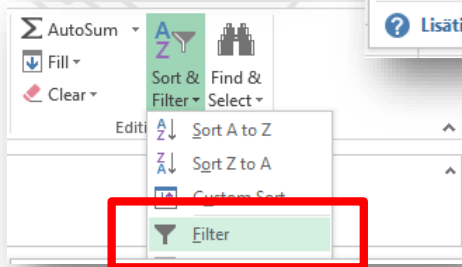 AutoSum
Fill
Clear
Sort & Filter
Find & Select
Lisäti
Editi
Sort A to Z
Sort Z to A
Custom Sort
Filter